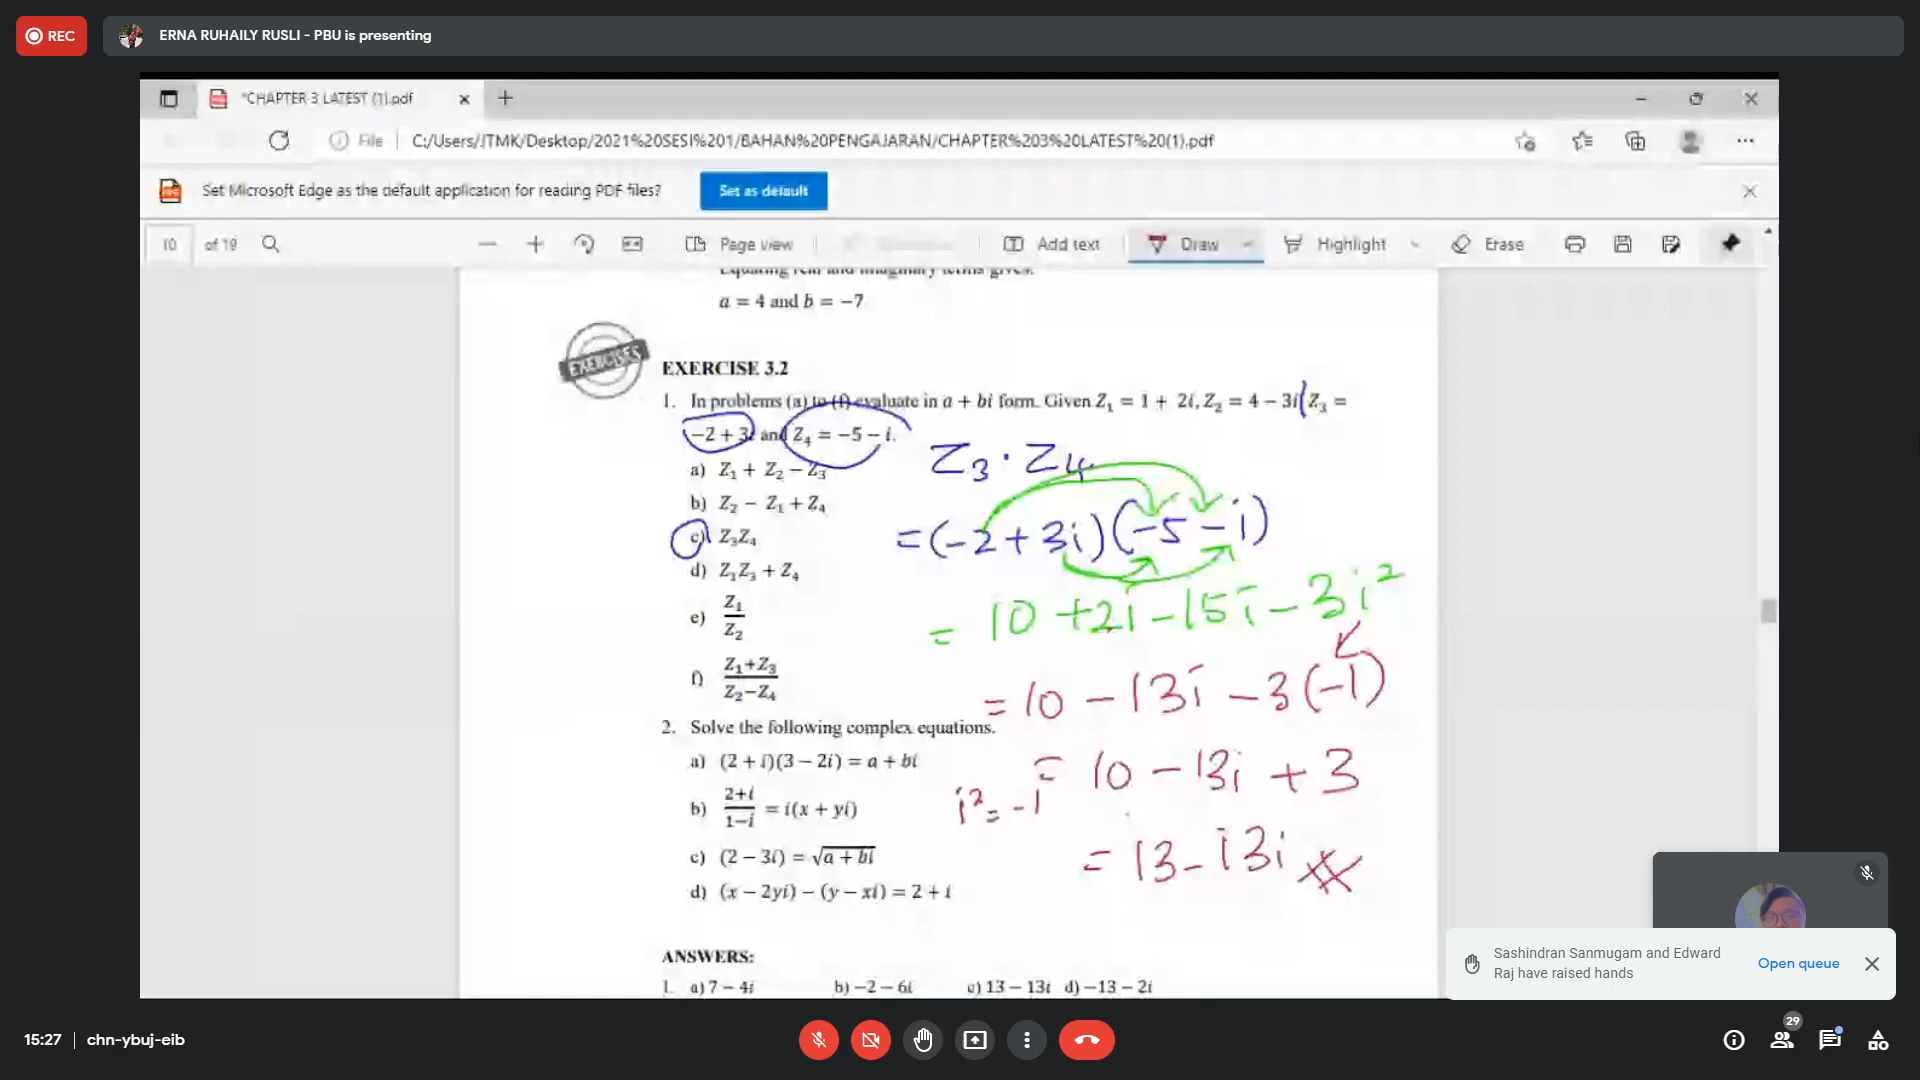 REC
ERNA RUHAILY RUSLI - PBU is presenting
*CHAPTER 3 LATEST (1).pdf
File C:/Users/JTMK/Desktop/2021%20SESI%201/BAHAN%20PENGAJARAN/CHAPTER%203%20LATEST%20(1).pdf
Set Microsoft Edge as the default application for reading PDF files? Set as default
10 of 19 Page view Add text Draw Highlight Erase
Equating real and imaginary terms gives:
a = 4 and b = −7
EXERCISES
EXERCISE 3.2
1. In problems (a) to (f) evaluate in a + bi form. Given Z₁ = 1 + 2i, Z₂ = 4 − 3i Z₃ =
−2 + 3i and Z₄ = −5 − i.
Z₃ · Z₄
a) Z₁ + Z₂ − Z₃
b) Z₂ − Z₁ + Z₄
= (−2 + 3i)(−5 − i)
c) Z₃Z₄
d) Z₁Z₃ + Z₄
= 10 + 2i − 15i − 3i²
e) Z₁/Z₂
f) Z₁+Z₃/Z₂−Z₄
= 10 − 13i − 3(−1)
2. Solve the following complex equations.
a) (2 + i)(3 − 2i) = a + bi
= 10 − 13i + 3
i² = −1
b) 2+i/1−i = i(x + yi)
c) (2 − 3i) = √a + bi
= 13 − 13i
d) (x − 2yi) − (y − xi) = 2 + i
ANSWERS:
1. a) 7 − 4i b) −2 − 6i c) 13 − 13i d) −13 − 2i
Sashindran Sanmugam and Edward
Raj have raised hands
Open queue
15:27 | chn-ybuj-eib
29